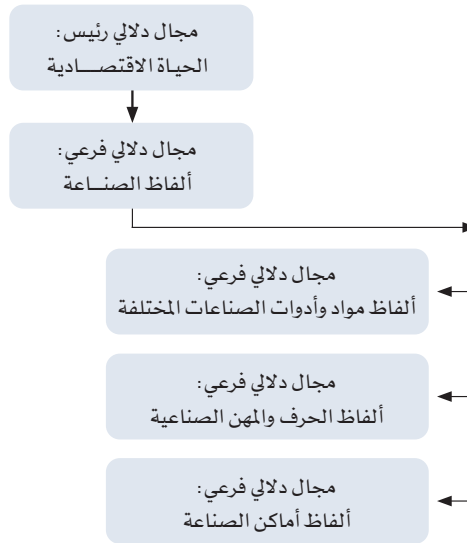 مجال دلالي رئيس:
الحياة الاقتصـــادية
مجال دلالي فرعي:
ألفاظ الصنــاعة
مجال دلالي فرعي:
ألفاظ مواد وأدوات الصناعات المختلفة
مجال دلالي فرعي:
ألفاظ الحرف والمهن الصناعية
مجال دلالي فرعي:
ألفاظ أماكن الصناعة